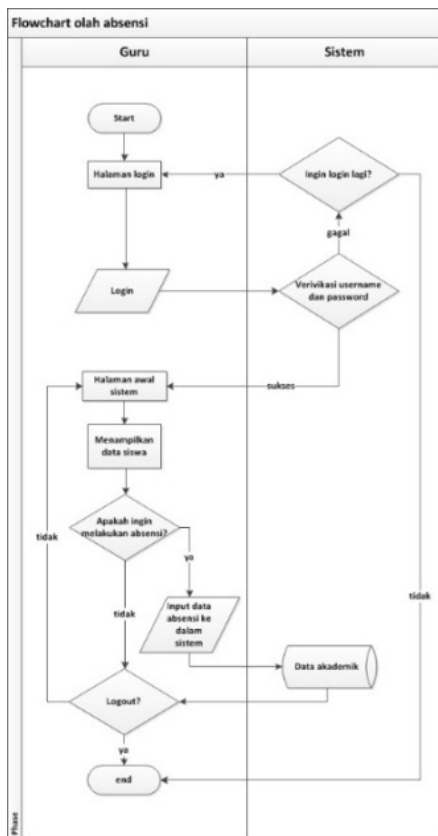 Flowchart olah absensi
Guru
Sistem
Start
Halaman login
ya
Ingin login lagi?
gagal
Login
Verivikasi username
dan password
Halaman awal
sistem
sukses
Menampilkan
data siswa
Apakah ingin
melakukan absensi?
tidak
ya
tidak
Input data
absensi ke
dalam
sistem
tidak
Data akademik
Logout?
ya
end
Phase